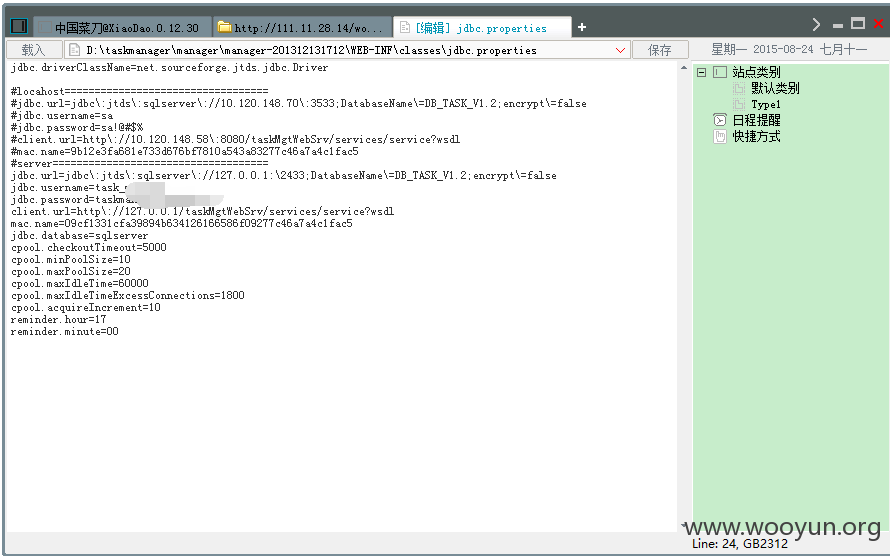 中国菜刀@XiaoDao.0.12.30
http://111.11.28.14/wo...
[编辑] jdbc.properties
+
载入
D:\taskmanager\manager\manager-201312131712\WEB-INF\classes\jdbc.properties
保存
星期一 2015-08-24 七月十一
jdbc.driverClassName=net.sourceforge.jtds.jdbc.Driver
#locahost==================================
#jdbc.url=jdbc\:jtds\:sqlserver\://10.120.148.70\:3533;DatabaseName\=DB_TASK_V1.2;encrypt\=false
#jdbc.username=sa
#jdbc.password=sa!@#$%
#client.url=http\://10.120.148.58\:8080/taskMgtWebSrv/services/service?wsdl
#mac.name=9b12e3fa681e733d676bf7810a543a83277c46a7a4c1fac5
#server====================================
jdbc.url=jdbc\:jtds\:sqlserver\://127.0.0.1:\2433;DatabaseName\=DB_TASK_V1.2;encrypt\=false
jdbc.username=task_
jdbc.password=taskma
client.url=http\://127.0.0.1/taskMgtWebSrv/services/service?wsdl
mac.name=09cf1331cfa39894b634126166586f09277c46a7a4c1fac5
jdbc.database=sqlserver
cpool.checkoutTimeout=5000
cpool.minPoolSize=10
cpool.maxPoolSize=20
cpool.maxIdleTime=60000
cpool.maxIdleTimeExcessConnections=1800
cpool.acquireIncrement=10
reminder.hour=17
reminder.minute=00
站点类别
默认类别
Type1
日程提醒
快捷方式
www.wooyun.org
Line: 24, GB2312